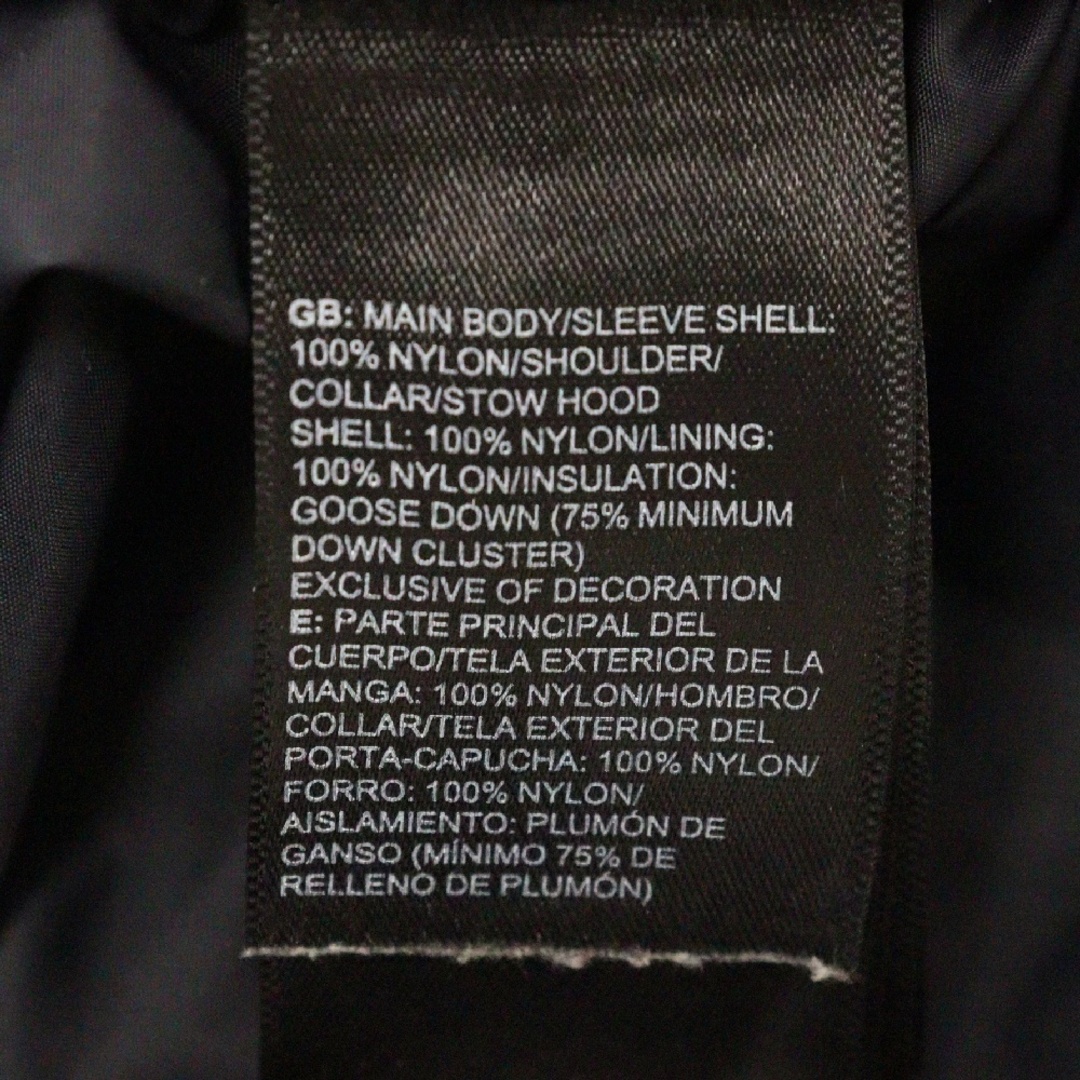 GB: MAIN BODY/SLEEVE SHELL:
100% NYLON/SHOULDER/
COLLAR/STOW HOOD
SHELL: 100% NYLON/LINING:
100% NYLON/INSULATION:
GOOSE DOWN (75% MINIMUM
DOWN CLUSTER)
EXCLUSIVE OF DECORATION
E: PARTE PRINCIPAL DEL
CUERPO/TELA EXTERIOR DE LA
MANGA: 100% NYLON/HOMBRO/
COLLAR/TELA EXTERIOR DEL
PORTA-CAPUCHA: 100% NYLON/
FORRO: 100% NYLON/
AISLAMIENTO: PLUMÓN DE
GANSO (MÍNIMO 75% DE
RELLENO DE PLUMÓN)